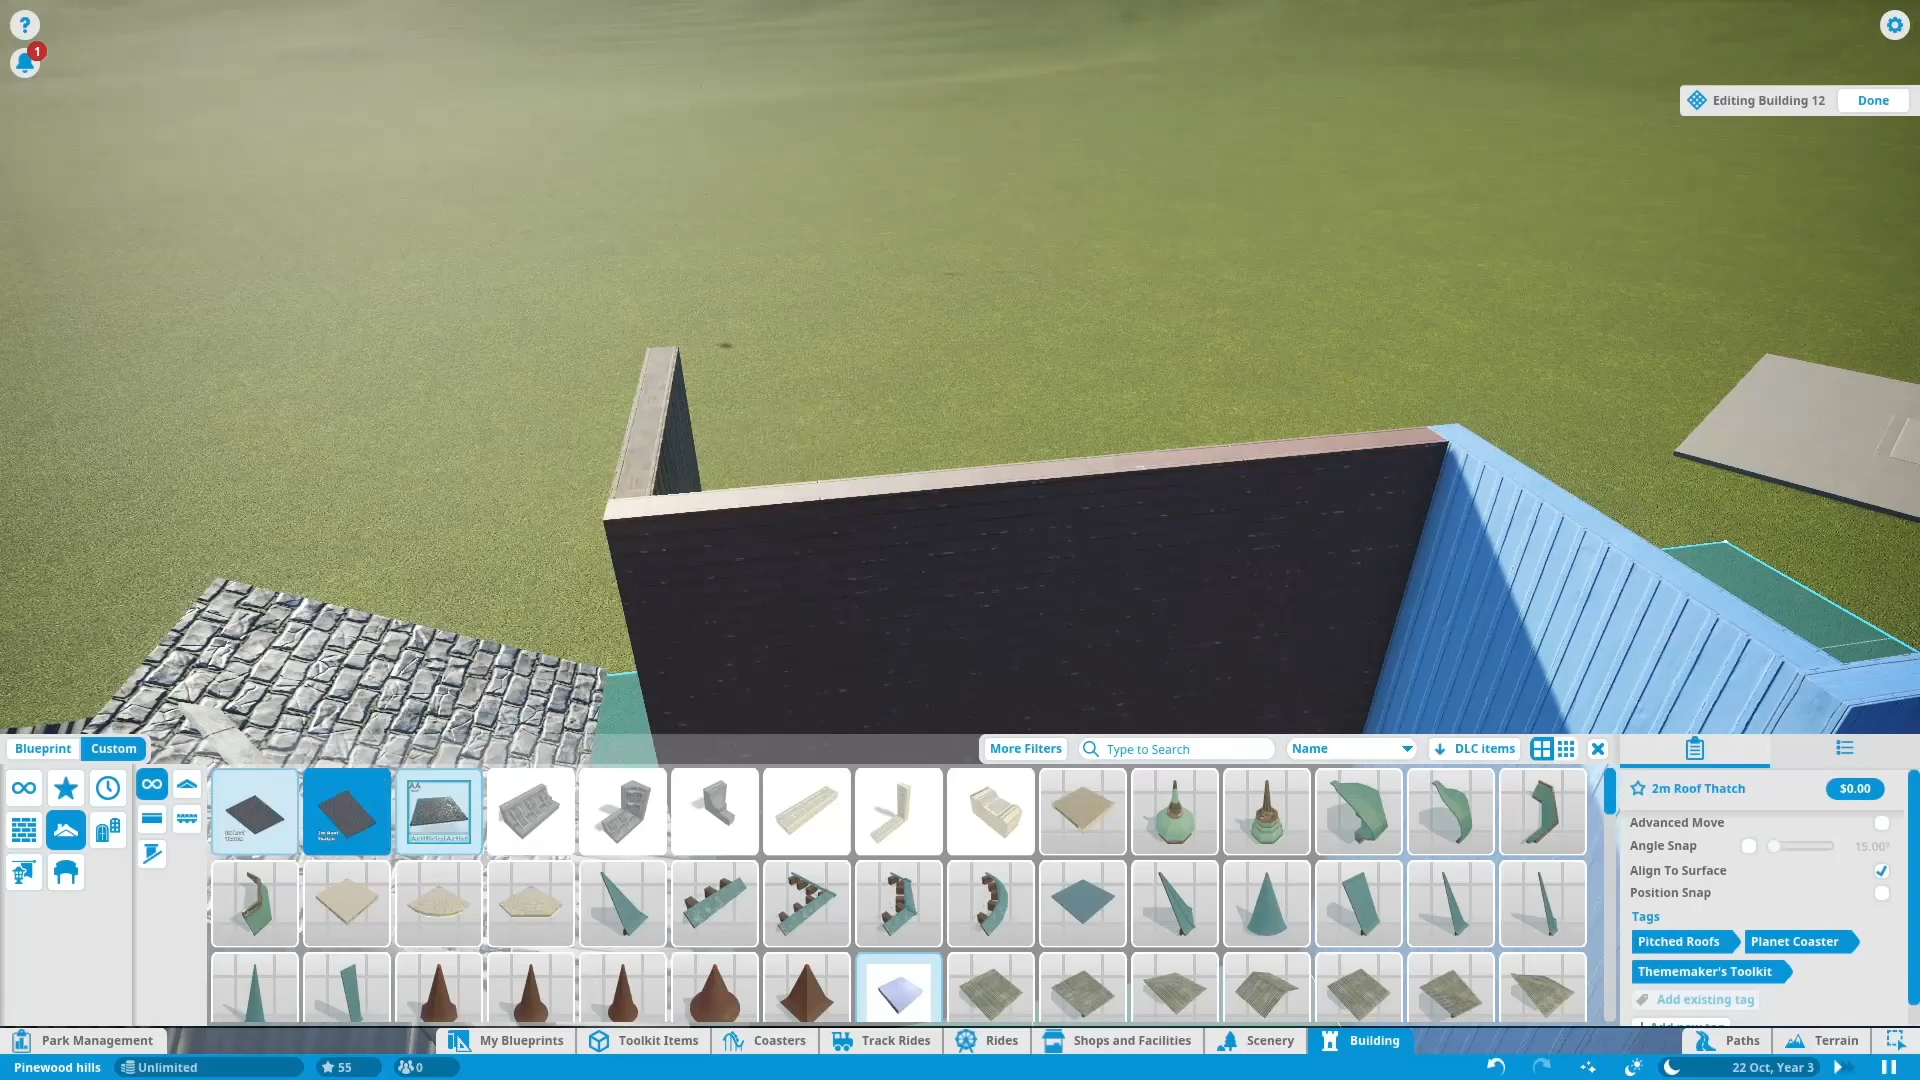 ?
1
Editing Building 12
Done
Blueprint
Custom
More Filters
Type to Search
Name
DLC items
2m Roof Thatch
$0.00
Advanced Move
Angle Snap
15.00°
Align To Surface
Position Snap
Tags
Pitched Roofs
Planet Coaster
Thememaker's Toolkit
Add existing tag
Park Management
My Blueprints
Toolkit Items
Coasters
Track Rides
Rides
Shops and Facilities
Scenery
Building
Paths
Terrain
Pinewood hills
Unlimited
55
0
22 Oct, Year 3